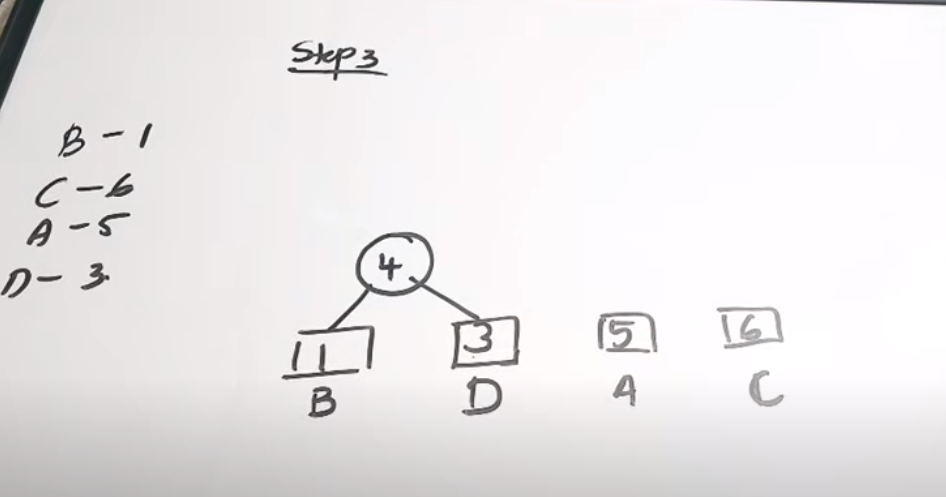 Step 3
B - 1
C - 6
A - 5
D - 3
4
1 3 5 6
B D A C